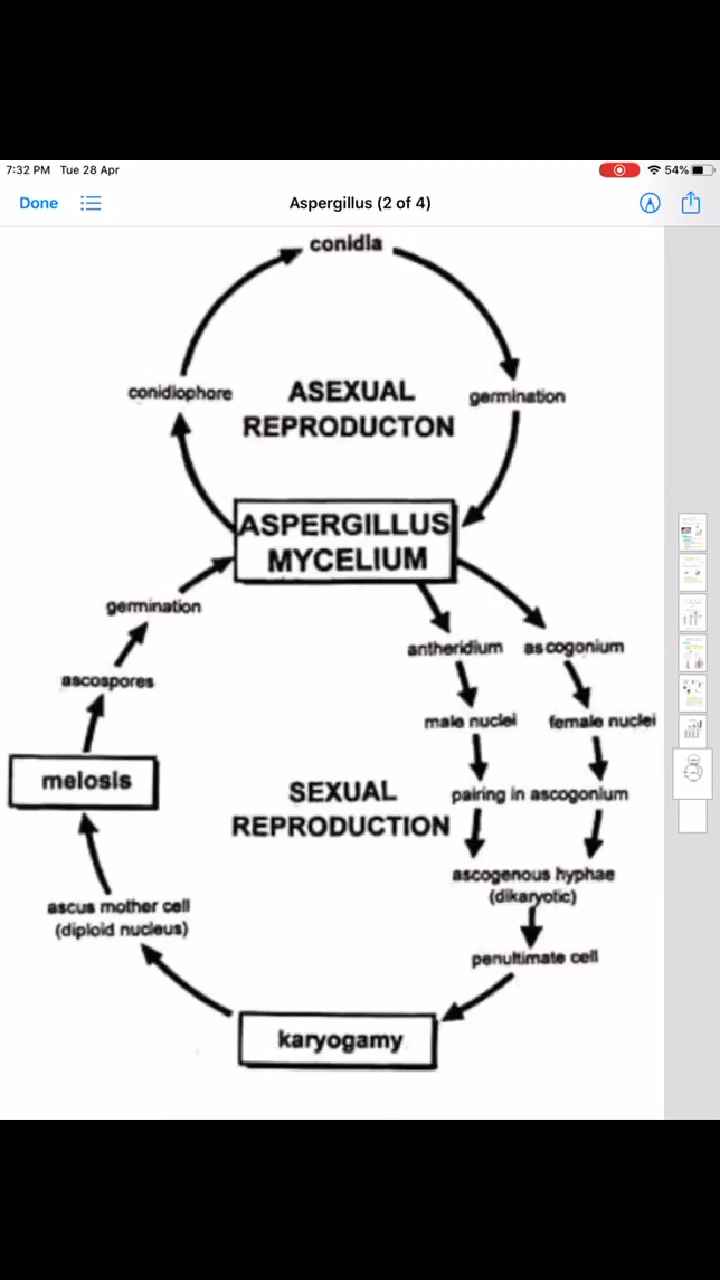 7:32 PM Tue 28 Apr
54%
Done
Aspergillus (2 of 4)
conidla
conidiophore
ASEXUAL
REPRODUCTON
germination
ASPERGILLUS
MYCELIUM
germination
antheridium
ascogonium
ascospores
male nuclei
female nuclei
meiosis
SEXUAL
REPRODUCTION
pairing in ascogonium
ascogenous hyphae
(dikaryotic)
ascus mother cell
(diploid nucleus)
penultimate cell
karyogamy